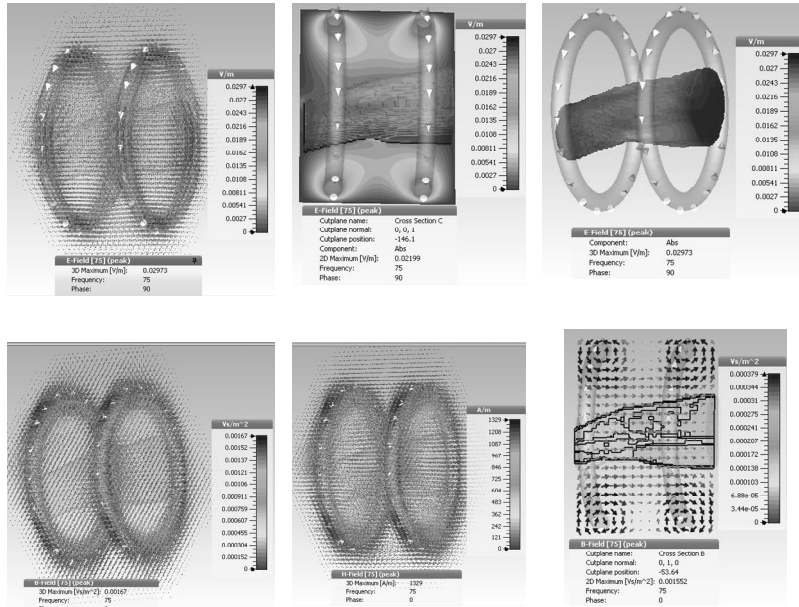 V/m
0.0297
0.027
0.0243
0.0216
0.0189
0.0162
0.0135
0.0108
0.00811
0.00541
0.0027
0
E-Field [75] (peak)
3D Maximum [V/m]: 0.02973
Frequency: 75
Phase: 90
V/m
0.0297
0.027
0.0243
0.0216
0.0189
0.0162
0.0135
0.0108
0.00811
0.00541
0.0027
0
E-Field [75] (peak)
Cutplane name: Cross Section C
Cutplane normal: 0, 0, 1
Cutplane position: -146.1
Component: Abs
2D Maximum [V/m]: 0.02199
Frequency: 75
Phase: 90
V/m
0.0297
0.027
0.0243
0.0216
0.0189
0.0162
0.0135
0.0108
0.00811
0.00541
0.0027
0
E-Field [75] (peak)
Component: Abs
3D Maximum [V/m]: 0.02973
Frequency: 75
Phase: 90
Vs/m^2
0.00167
0.00152
0.00137
0.00121
0.00106
0.000911
0.000759
0.000607
0.000455
0.000304
0.000152
0
B-Field [75] (peak)
3D Maximum [Vs/m^2]: 0.00167
Frequency: 75
A/m
1329
1208
1087
967
846
725
604
483
362
242
121
0
H-Field [75] (peak)
3D Maximum [A/m]: 1329
Frequency: 75
Phase: 0
Vs/m^2
0.000379
0.000344
0.00031
0.000275
0.000241
0.000207
0.000172
0.000138
0.000103
6.88e-05
3.44e-05
0
B-Field [75] (peak)
Cutplane name: Cross Section B
Cutplane normal: 0, 1, 0
Cutplane position: -53.64
2D Maximum [Vs/m^2]: 0.001552
Frequency: 75
Phase: 0